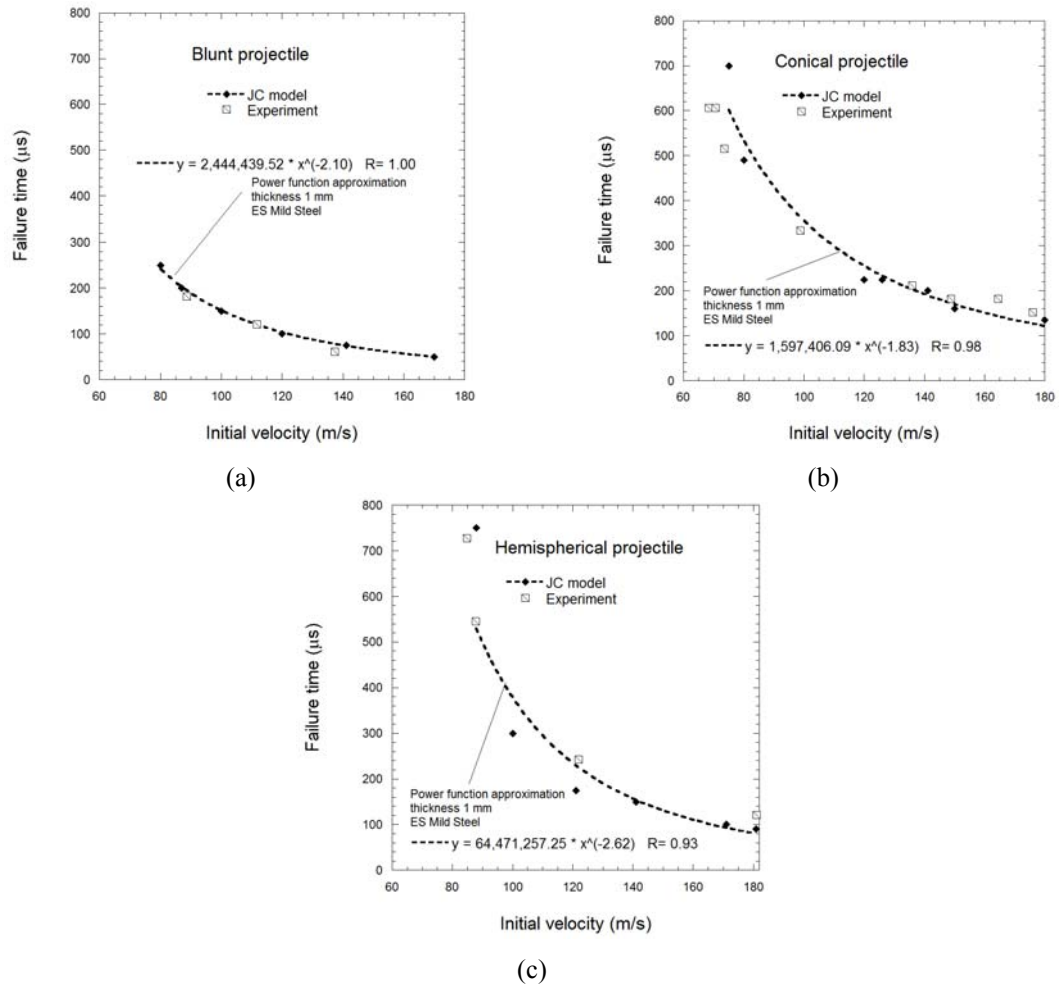 800
700
600
500
400
300
200
100
0
Failure time (μs)
Blunt projectile
JC model
Experiment
y = 2,444,439.52 * x^(-2.10) R= 1.00
Power function approximation
thickness 1 mm
ES Mild Steel
60 80 100 120 140 160 180
Initial velocity (m/s)
(a)
800
700
600
500
400
300
200
100
0
Failure time (μs)
Conical projectile
JC model
Experiment
Power function approximation
thickness 1 mm
ES Mild Steel
y = 1,597,406.09 * x^(-1.83) R= 0.98
60 80 100 120 140 160 180
Initial velocity (m/s)
(b)
800
700
600
500
400
300
200
100
0
Failure time (μs)
Hemispherical projectile
JC model
Experiment
Power function approximation
thickness 1 mm
ES Mild Steel
y = 64,471,257.25 * x^(-2.62) R= 0.93
60 80 100 120 140 160 180
Initial velocity (m/s)
(c)